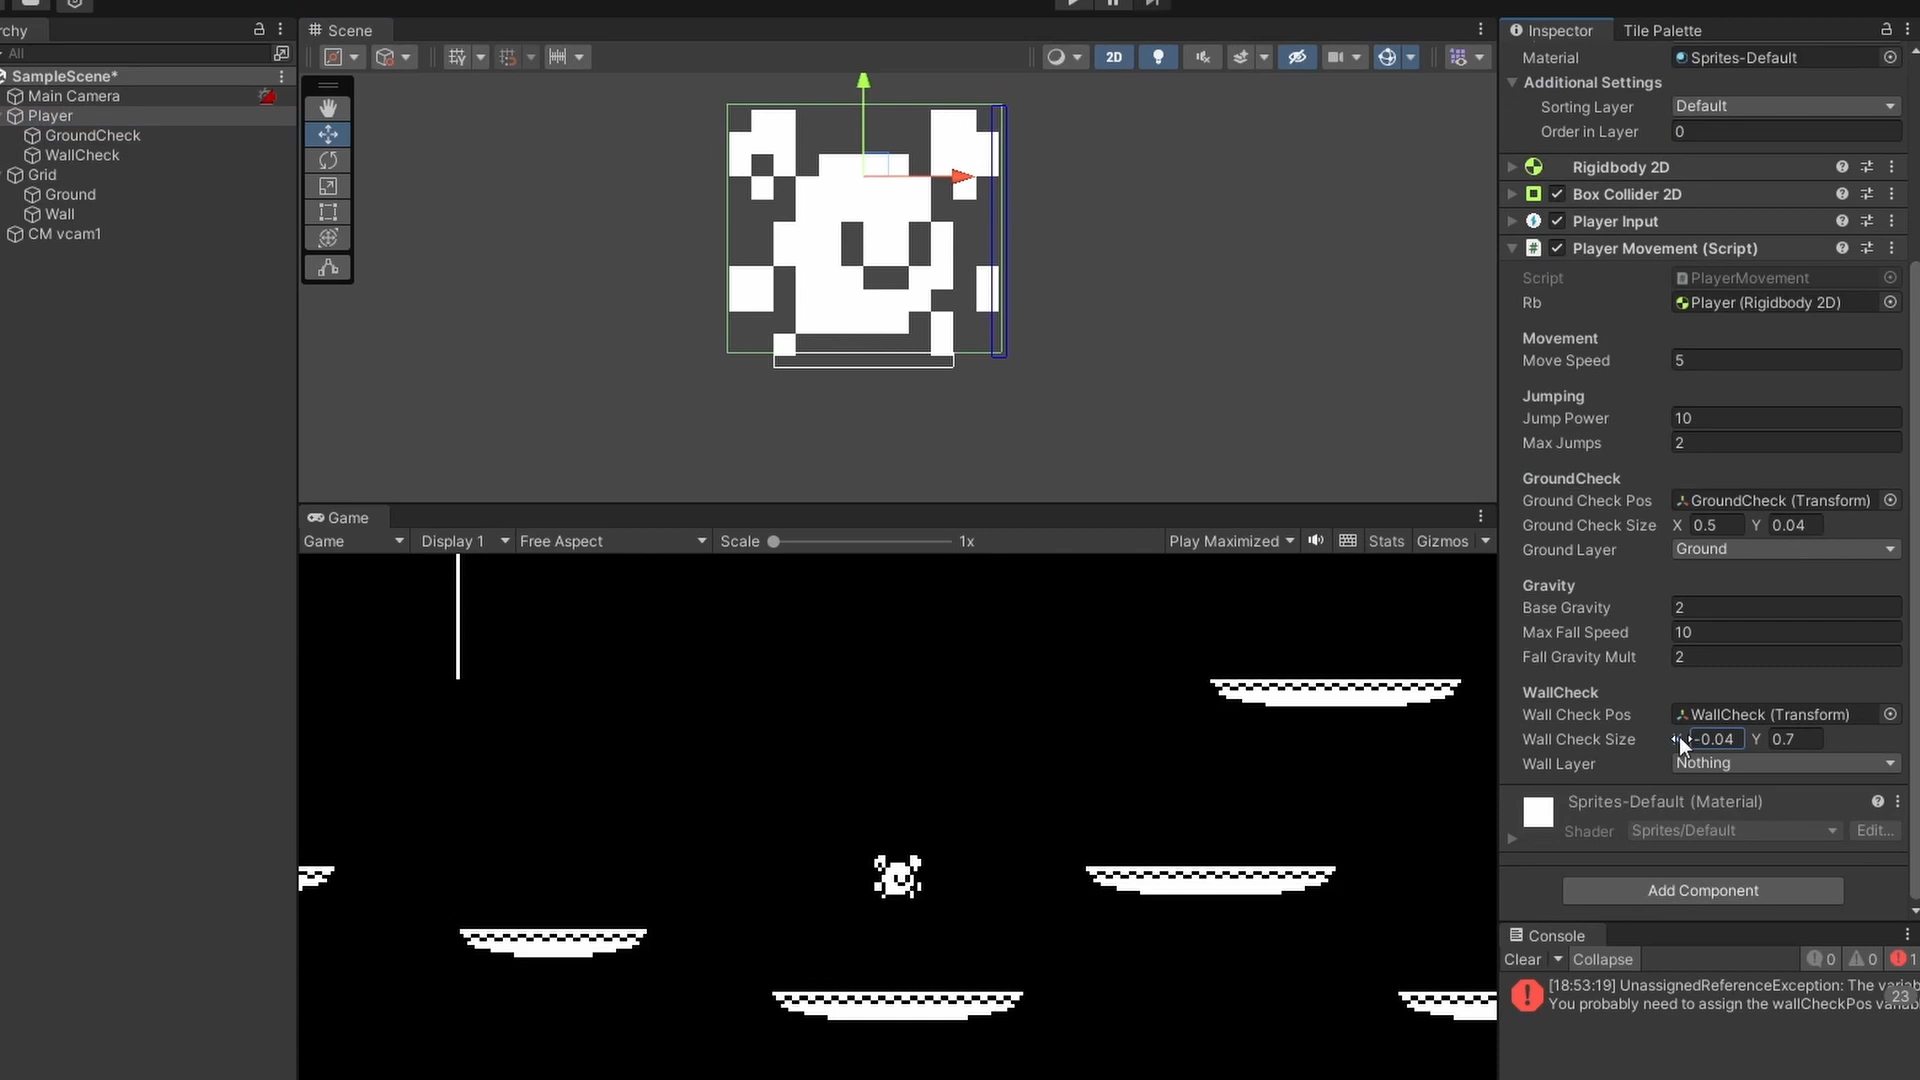 rchy
All
SampleScene*
Main Camera
Player
GroundCheck
WallCheck
Grid
Ground
Wall
CM vcam1
Scene
2D
Game
Game
Display 1
Free Aspect
Scale
1x
Play Maximized
Stats
Gizmos
Inspector
Tile Palette
Material
Sprites-Default
Additional Settings
Sorting Layer
Default
Order in Layer
0
Rigidbody 2D
Box Collider 2D
Player Input
Player Movement (Script)
Script
PlayerMovement
Rb
Player (Rigidbody 2D)
Movement
Move Speed
5
Jumping
Jump Power
10
Max Jumps
2
GroundCheck
Ground Check Pos
GroundCheck (Transform)
Ground Check Size
X 0.5 Y 0.04
Ground Layer
Ground
Gravity
Base Gravity
2
Max Fall Speed
10
Fall Gravity Mult
2
WallCheck
Wall Check Pos
WallCheck (Transform)
Wall Check Size
-0.04 Y 0.7
Wall Layer
Nothing
Sprites-Default (Material)
Shader
Sprites/Default
Edit...
Add Component
Console
Clear
Collapse
0
0
1
[18:53:19] UnassignedReferenceException: The variab
You probably need to assign the wallCheckPos variab
23